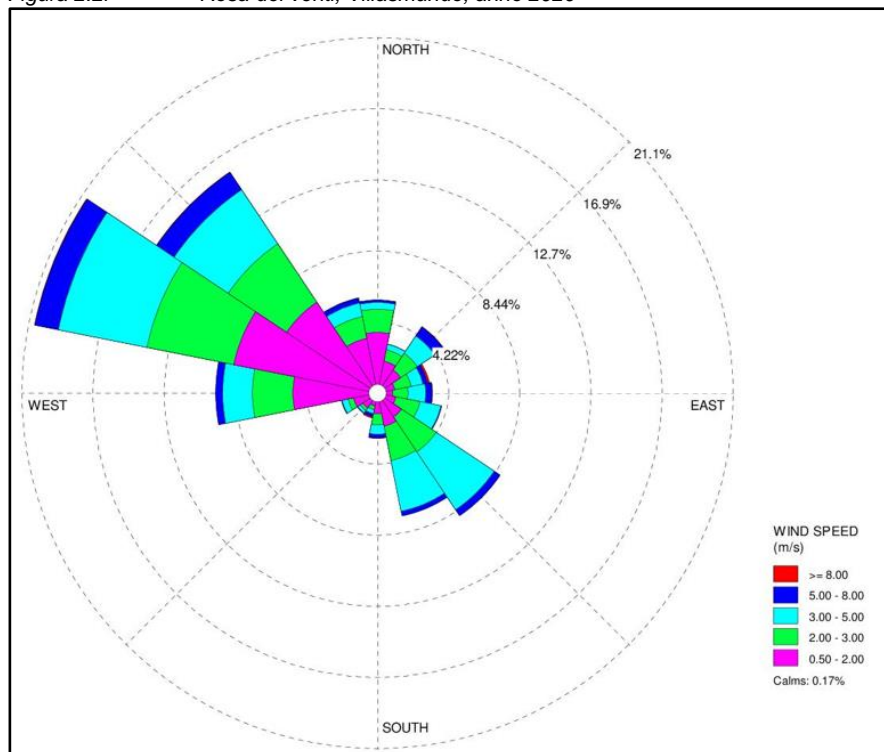 NORTH
21.1%
16.9%
12.7%
8.44%
4.22%
WEST
EAST
SOUTH
WIND SPEED
(m/s)
>= 8.00
5.00 - 8.00
3.00 - 5.00
2.00 - 3.00
0.50 - 2.00
Calms: 0.17%